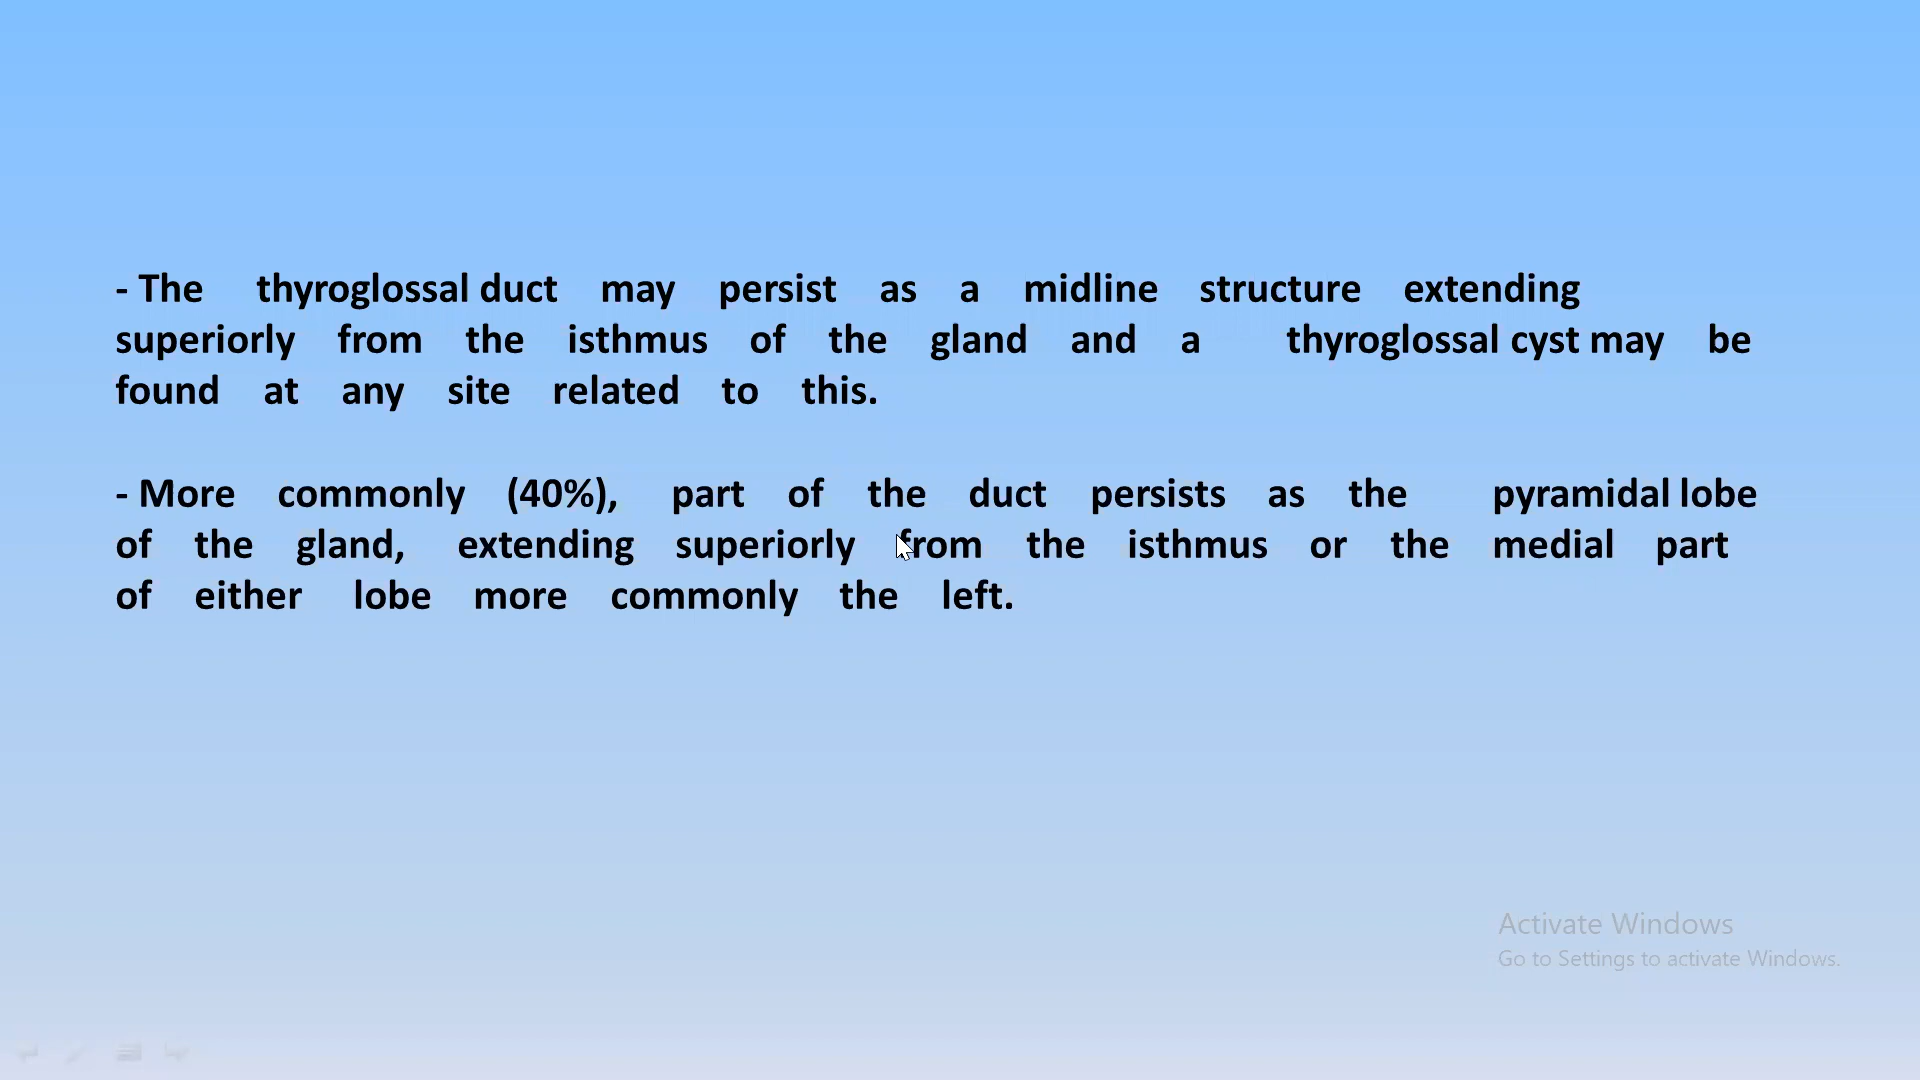 - The thyroglossal duct may persist as a midline structure extending
superiorly from the isthmus of the gland and a thyroglossal cyst may be
found at any site related to this.
- More commonly (40%), part of the duct persists as the pyramidal lobe
of the gland, extending superiorly from the isthmus or the medial part
of either lobe more commonly the left.
Activate Windows
Go to Settings to activate Windows.